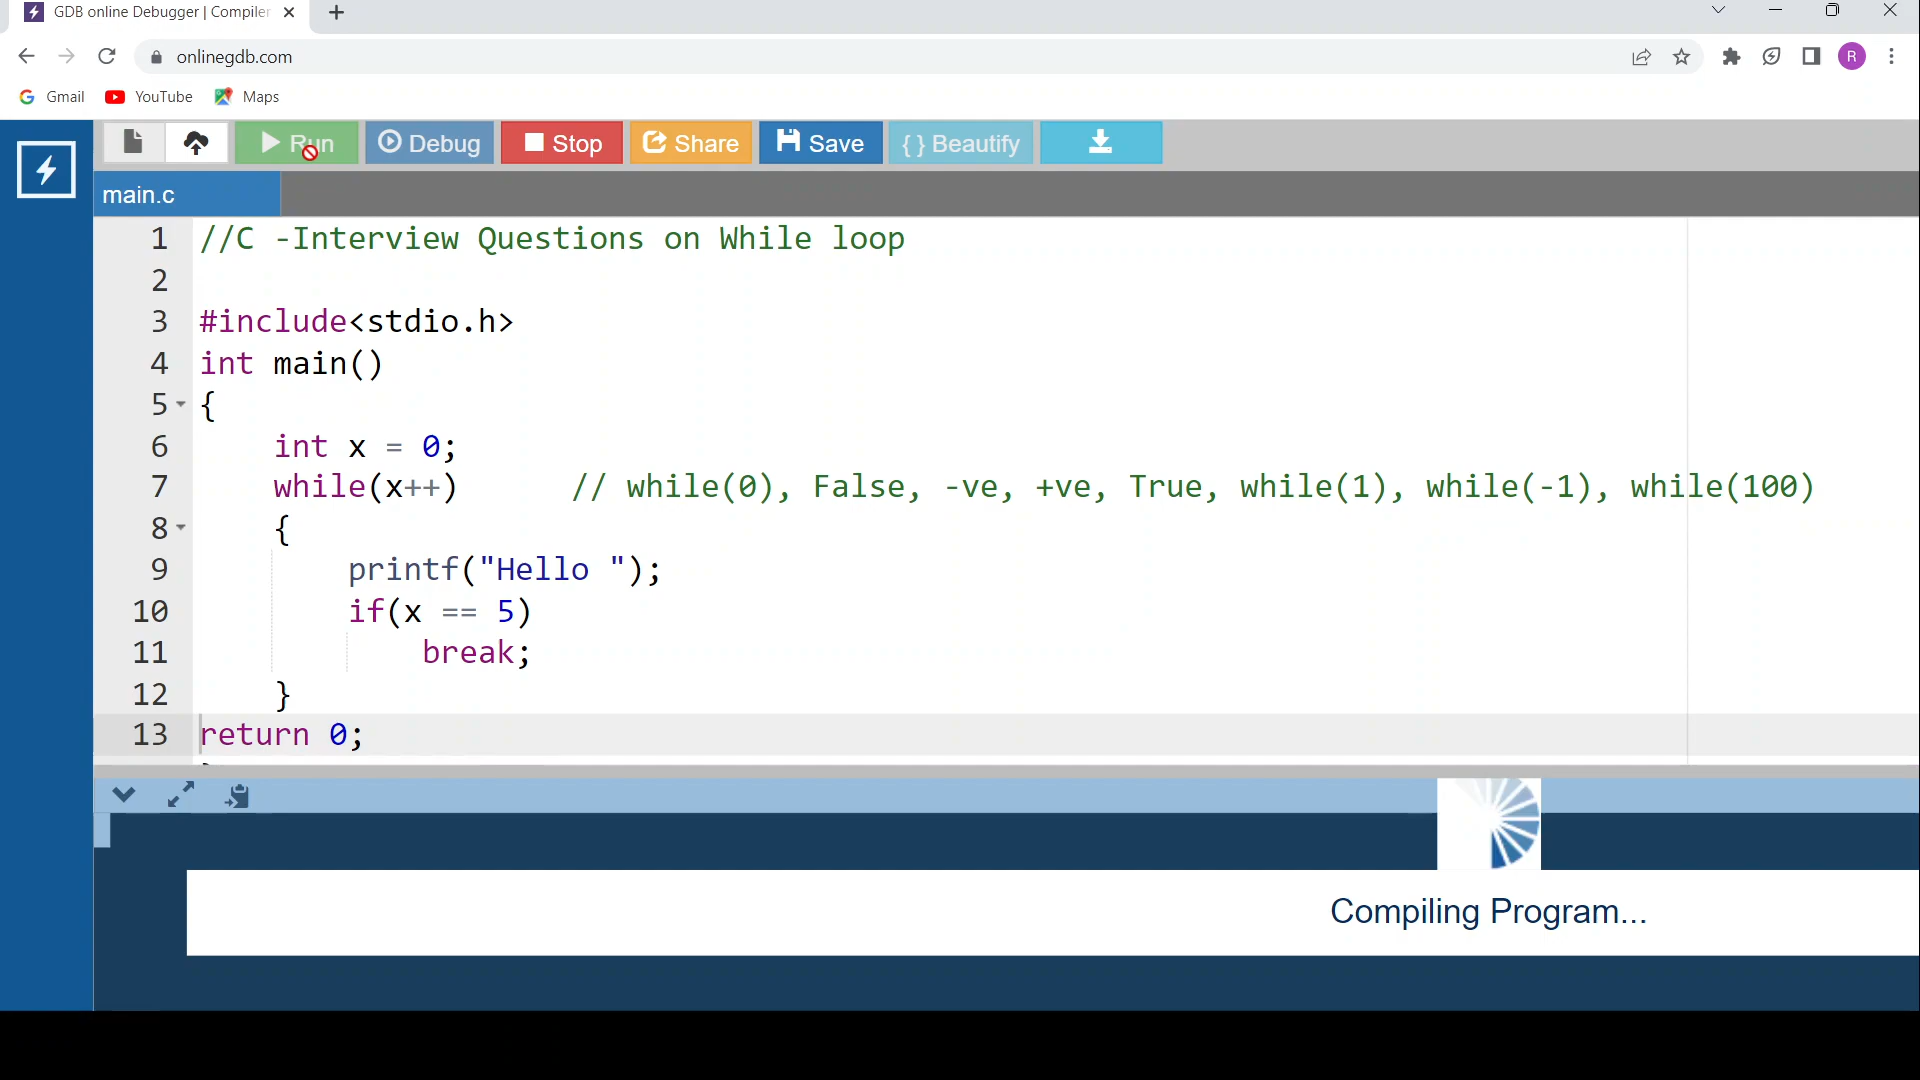 GDB online Debugger | Compiler
onlinegdb.com
R
Gmail YouTube Maps
Run Debug Stop Share Save { } Beautify
main.c
1 //C -Interview Questions on While loop
2
3 #include<stdio.h>
4 int main()
5 {
6 int x = 0;
7 while(x++) // while(0), False, -ve, +ve, True, while(1), while(-1), while(100)
8 {
9 printf("Hello ");
10 if(x == 5)
11 break;
12 }
13 return 0;
Compiling Program...